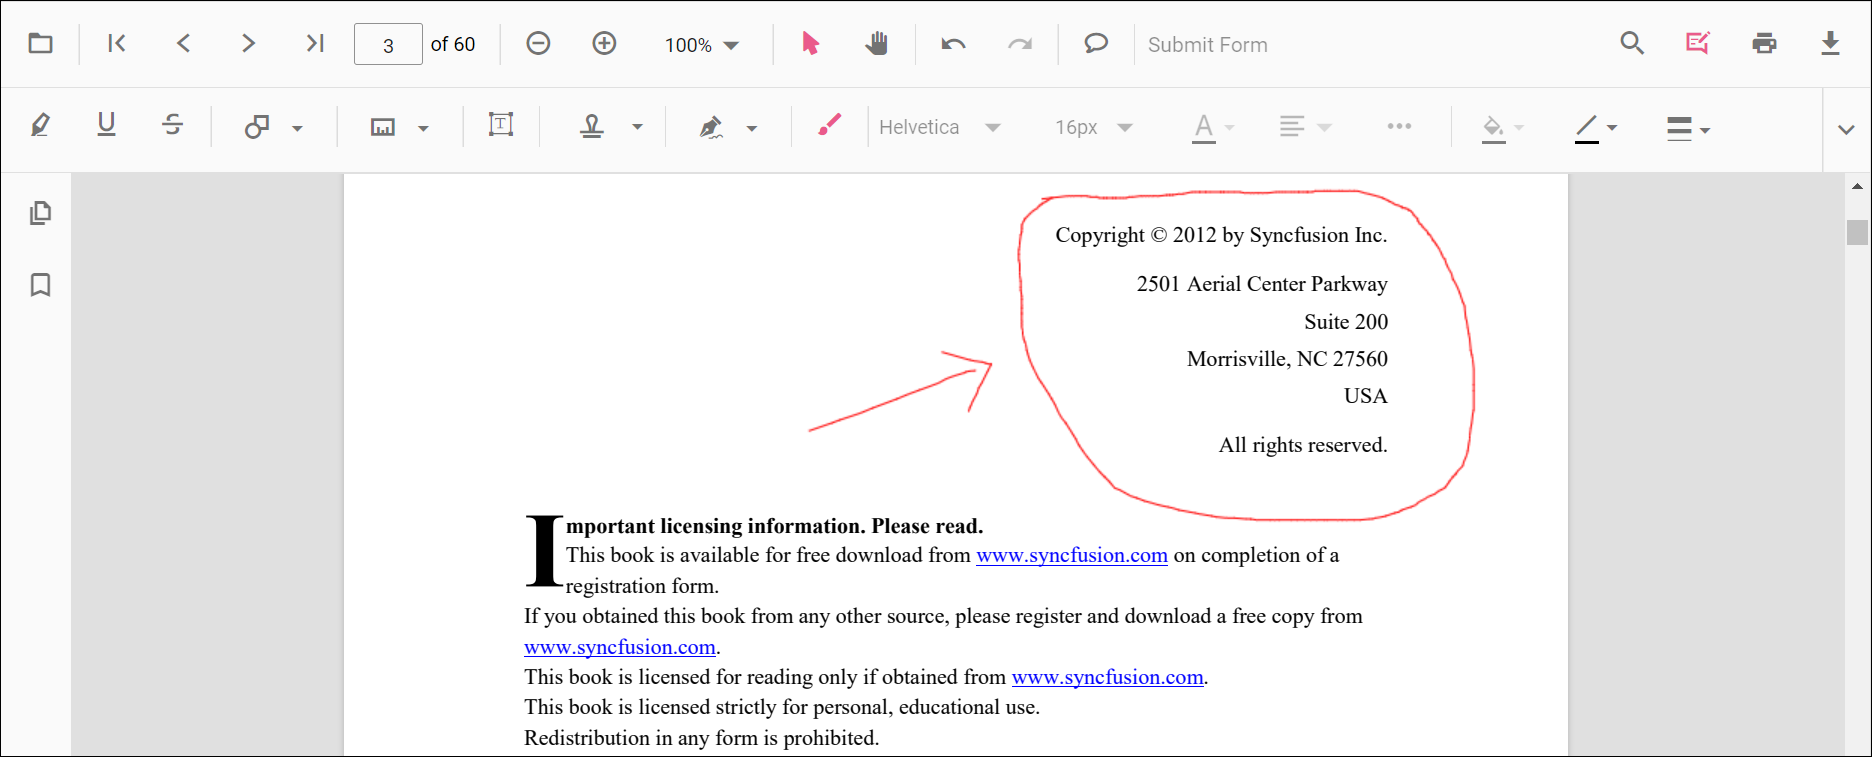 3 of 60 100% Submit Form
Helvetica 16px
Copyright © 2012 by Syncfusion Inc.
2501 Aerial Center Parkway
Suite 200
Morrisville, NC 27560
USA
All rights reserved.
Important licensing information. Please read.
This book is available for free download from www.syncfusion.com on completion of a
registration form.
If you obtained this book from any other source, please register and download a free copy from
www.syncfusion.com.
This book is licensed for reading only if obtained from www.syncfusion.com.
This book is licensed strictly for personal, educational use.
Redistribution in any form is prohibited.